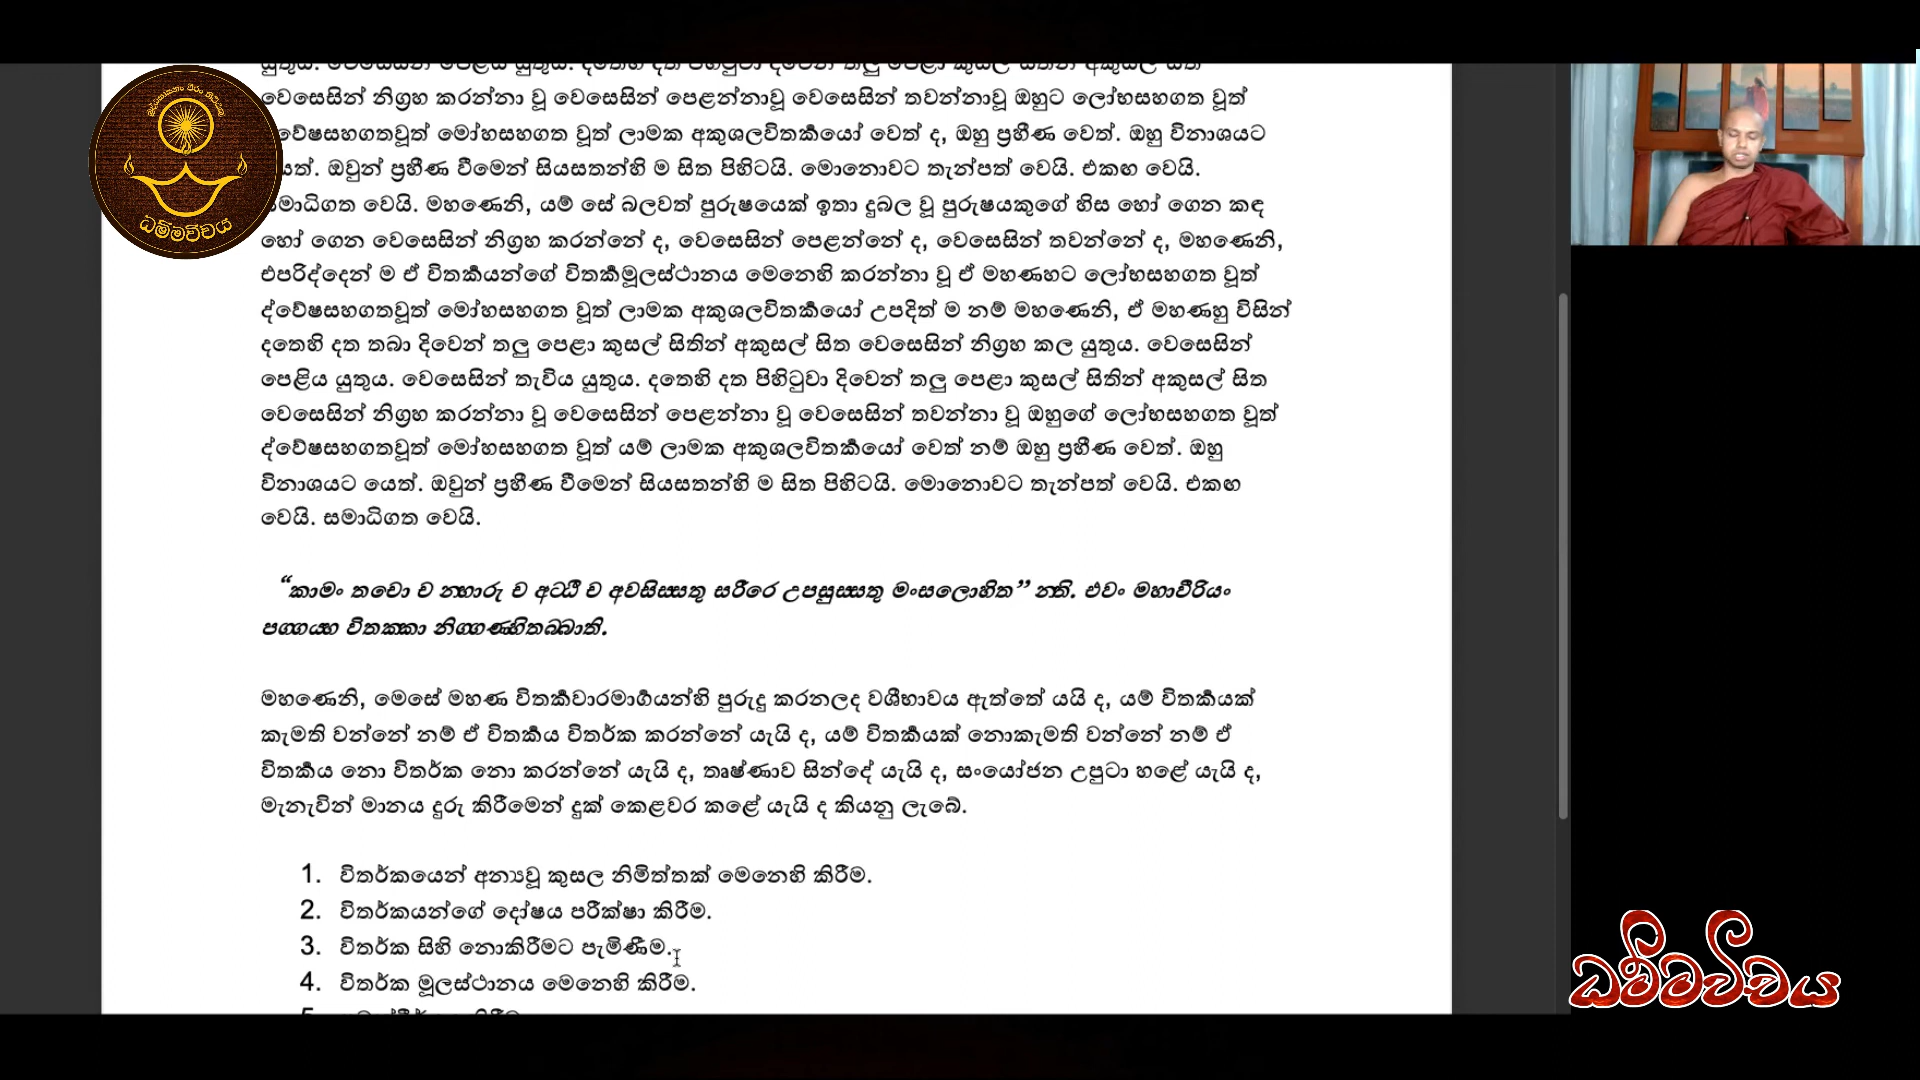 වෙසෙසින් නිග්‍රහ කරන්නා වූ වෙසෙසින් පෙළන්නාවූ වෙසෙසින් තවන්නාවූ ඔහුට ලෝභසහගත වූත්
වේෂසහගතවූත් මෝහසහගත වූත් ලාමක අකුශලවිතර්‍කයෝ වෙත් ද, ඔහු ප්‍රහීණ වෙත්. ඔහු විනාශයට
යෙත්. ඔවුන් ප්‍රහීණ වීමෙන් සියසතන්හි ම සිත පිහිටයි. මොනොවට තැන්පත් වෙයි. එකඟ වෙයි.
සමාධිගත වෙයි. මහණෙනි, යම් සේ බලවත් පුරුෂයෙක් ඉතා දුබල වූ පුරුෂයකුගේ හිස හෝ ගෙන කඳ
හෝ ගෙන වෙසෙසින් නිග්‍රහ කරන්නේ ද, වෙසෙසින් පෙළන්නේ ද, වෙසෙසින් තවන්නේ ද, මහණෙනි,
එපරිද්දෙන් ම ඒ විතර්‍කයන්ගේ විතර්‍කමූලස්ථානය මෙනෙහි කරන්නා වූ ඒ මහණහට ලෝභසහගත වූත්
ද්වේෂසහගතවූත් මෝහසහගත වූත් ලාමක අකුශලවිතර්‍කයෝ උපදිත් ම නම් මහණෙනි, ඒ මහණහු විසින්
දතෙහි දත තබා දිවෙන් තලු පෙළා කුසල් සිතින් අකුසල් සිත වෙසෙසින් නිග්‍රහ කල යුතුය. වෙසෙසින්
පෙළිය යුතුය. වෙසෙසින් තැවිය යුතුය. දතෙහි දත පිහිටුවා දිවෙන් තලු පෙළා කුසල් සිතින් අකුසල් සිත
වෙසෙසින් නිග්‍රහ කරන්නා වූ වෙසෙසින් පෙළන්නා වූ වෙසෙසින් තවන්නා වූ ඔහුගේ ලෝභසහගත වූත්
ද්වේෂසහගතවූත් මෝහසහගත වූත් යම් ලාමක අකුශලවිතර්‍කයෝ වෙත් නම් ඔහු ප්‍රහීණ වෙත්. ඔහු
විනාශයට යෙත්. ඔවුන් ප්‍රහීණ වීමෙන් සියසතන්හි ම සිත පිහිටයි. මොනොවට තැන්පත් වෙයි. එකඟ
වෙයි. සමාධිගත වෙයි.
“කාමං තචො ච න්‍හාරු ච අට්ඨි ච අවසිස්සතු සරීරෙ උපසුස්සතු මංසලොහිත” න්ති. එවං මහාවීරියං
පග්ගය්හ විතක්කා නිග්ගණ්හිතබ්බාති.
මහණෙනි, මෙසේ මහණ විතර්‍කවාරමාර්‍ගයන්හි පුරුදු කරනලද වශීභාවය ඇත්තේ යයි ද, යම් විතර්‍කයක්
කැමති වන්නේ නම් ඒ විතර්‍කය විතර්ක කරන්නේ යැයි ද, යම් විතර්‍කයක් නොකැමති වන්නේ නම් ඒ
විතර්‍කය නො විතර්ක නො කරන්නේ යැයි ද, තෘෂ්ණාව සින්දේ යැයි ද, සංයෝජන උපුටා හළේ යැයි ද,
මැනැවින් මානය දුරු කිරීමෙන් දුක් කෙළවර කළේ යැයි ද කියනු ලැබේ.
1. විතර්කයෙන් අන්‍යවූ කුසල නිමිත්තක් මෙනෙහි කිරීම.
2. විතර්කයන්ගේ දෝෂය පරීක්ෂා කිරීම.
3. විතර්ක සිහි නොකිරීමට පැමිණීම.
4. විතර්ක මූලස්ථානය මෙනෙහි කිරීම.
ධම්මවිචය
ධම්මවිචය